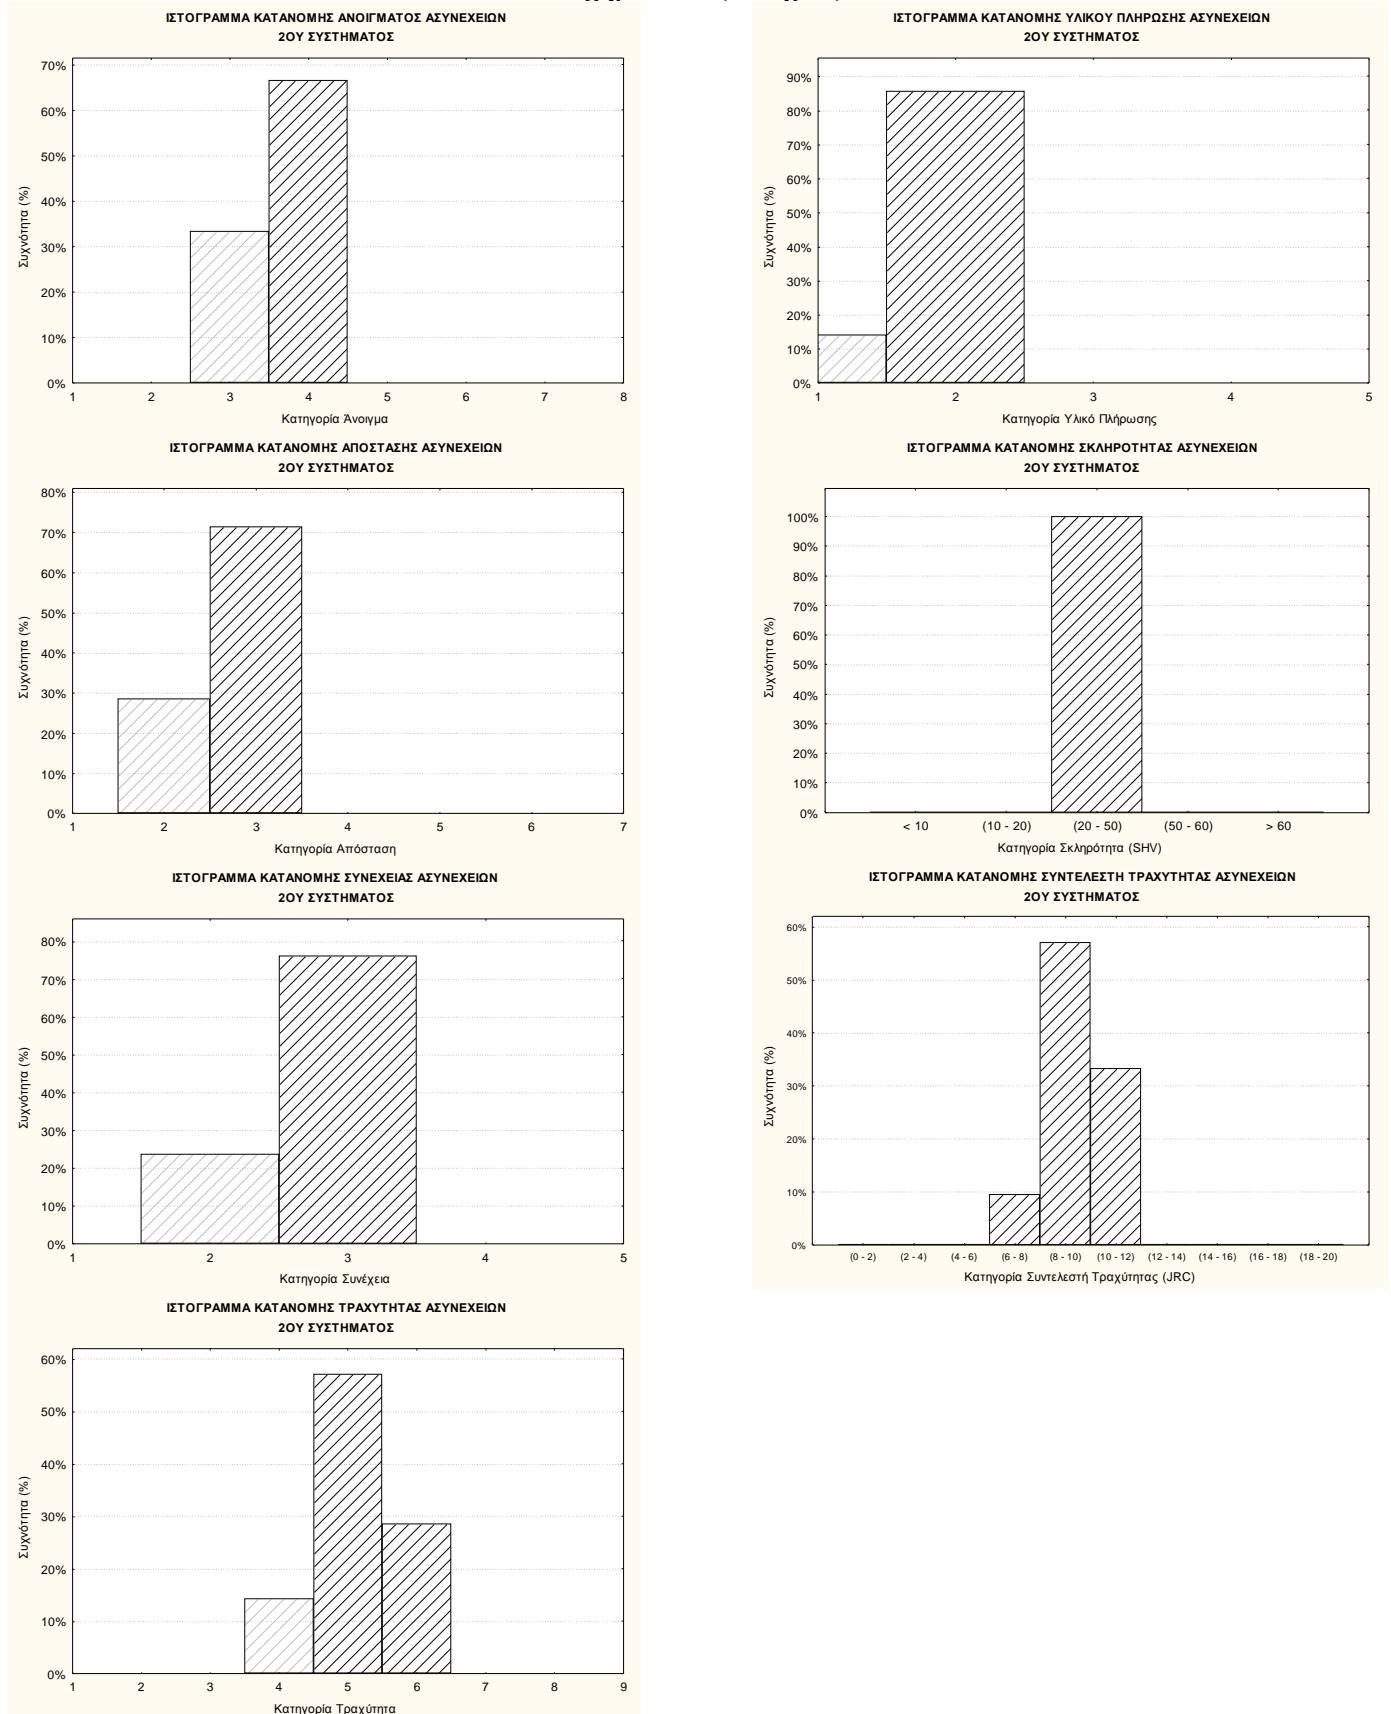 ΙΣΤΟΓΡΑΜΜΑ ΚΑΤΑΝΟΜΗΣ ΑΝΟΙΓΜΑΤΟΣ ΑΣΥΝΕΧΕΙΩΝ
2ΟΥ ΣΥΣΤΗΜΑΤΟΣ
70%
60%
50%
40%
30%
20%
10%
0%
Συχνότητα (%)
1 2 3 4 5 6 7 8
Κατηγορία Άνοιγμα
ΙΣΤΟΓΡΑΜΜΑ ΚΑΤΑΝΟΜΗΣ ΑΠΟΣΤΑΣΗΣ ΑΣΥΝΕΧΕΙΩΝ
2ΟΥ ΣΥΣΤΗΜΑΤΟΣ
80%
70%
60%
50%
40%
30%
20%
10%
0%
Συχνότητα (%)
1 2 3 4 5 6 7
Κατηγορία Απόσταση
ΙΣΤΟΓΡΑΜΜΑ ΚΑΤΑΝΟΜΗΣ ΣΥΝΕΧΕΙΑΣ ΑΣΥΝΕΧΕΙΩΝ
2ΟΥ ΣΥΣΤΗΜΑΤΟΣ
80%
70%
60%
50%
40%
30%
20%
10%
0%
Συχνότητα (%)
1 2 3 4 5
Κατηγορία Συνέχεια
ΙΣΤΟΓΡΑΜΜΑ ΚΑΤΑΝΟΜΗΣ ΤΡΑΧΥΤΗΤΑΣ ΑΣΥΝΕΧΕΙΩΝ
2ΟΥ ΣΥΣΤΗΜΑΤΟΣ
60%
50%
40%
30%
20%
10%
0%
Συχνότητα (%)
1 2 3 4 5 6 7 8 9
Κατηγορία Τραχύτητα
ΙΣΤΟΓΡΑΜΜΑ ΚΑΤΑΝΟΜΗΣ ΥΛΙΚΟΥ ΠΛΗΡΩΣΗΣ ΑΣΥΝΕΧΕΙΩΝ
2ΟΥ ΣΥΣΤΗΜΑΤΟΣ
90%
80%
70%
60%
50%
40%
30%
20%
10%
0%
Συχνότητα (%)
1 2 3 4 5
Κατηγορία Υλικό Πλήρωσης
ΙΣΤΟΓΡΑΜΜΑ ΚΑΤΑΝΟΜΗΣ ΣΚΛΗΡΟΤΗΤΑΣ ΑΣΥΝΕΧΕΙΩΝ
2ΟΥ ΣΥΣΤΗΜΑΤΟΣ
100%
90%
80%
70%
60%
50%
40%
30%
20%
10%
0%
Συχνότητα (%)
< 10 (10 - 20) (20 - 50) (50 - 60) > 60
Κατηγορία Σκληρότητα (SHV)
ΙΣΤΟΓΡΑΜΜΑ ΚΑΤΑΝΟΜΗΣ ΣΥΝΤΕΛΕΣΤΗ ΤΡΑΧΥΤΗΤΑΣ ΑΣΥΝΕΧΕΙΩΝ
2ΟΥ ΣΥΣΤΗΜΑΤΟΣ
60%
50%
40%
30%
20%
10%
0%
Συχνότητα (%)
(0 - 2) (2 - 4) (4 - 6) (6 - 8) (8 - 10) (10 - 12) (12 - 14) (14 - 16) (16 - 18) (18 - 20)
Κατηγορία Συντελεστή Τραχύτητας (JRC)